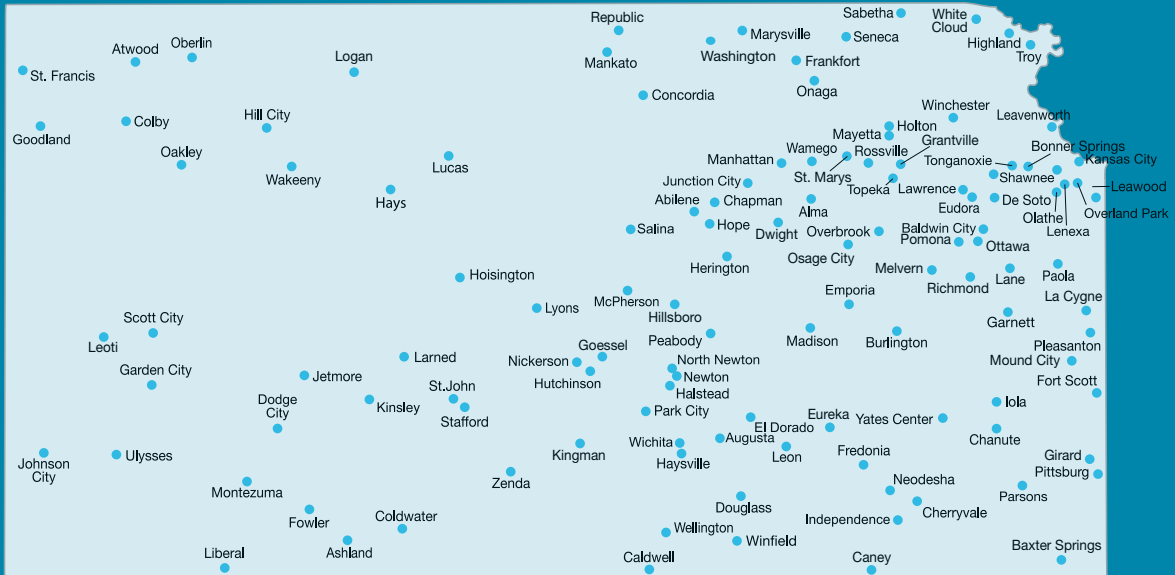 Republic
Sabetha
White
Cloud
Marysville
Seneca
Highland
Troy
Atwood
Oberlin
Logan
Mankato
Washington
Frankfort
St. Francis
Onaga
Concordia
Winchester
Leavenworth
Goodland
Colby
Hill City
Holton
Mayetta
Grantville
Bonner Springs
Oakley
Wakeeny
Lucas
Manhattan
Wamego
Rossville
Tonganoxie
Kansas City
St. Marys
Shawnee
Junction City
Topeka
Lawrence
Leawood
Hays
Abilene
Chapman
Alma
Eudora
De Soto
Overland Park
Olathe
Lenexa
Salina
Hope
Dwight
Overbrook
Baldwin City
Pomona
Ottawa
Osage City
Herington
Melvern
Richmond
Lane
Paola
Hoisington
McPherson
Hillsboro
Emporia
La Cygne
Lyons
Garnett
Scott City
Leoti
Peabody
Madison
Burlington
Pleasanton
Larned
Nickerson
Goessel
North Newton
Mound City
Garden City
Jetmore
Hutchinson
Newton
Halstead
Fort Scott
Dodge
City
Kinsley
St.John
Stafford
Park City
El Dorado
Eureka
Yates Center
Iola
Chanute
Johnson
City
Ulysses
Kingman
Wichita
Haysville
Augusta
Leon
Fredonia
Girard
Pittsburg
Montezuma
Zenda
Neodesha
Parsons
Fowler
Coldwater
Douglass
Cherryvale
Independence
Ashland
Wellington
Winfield
Liberal
Caldwell
Caney
Baxter Springs